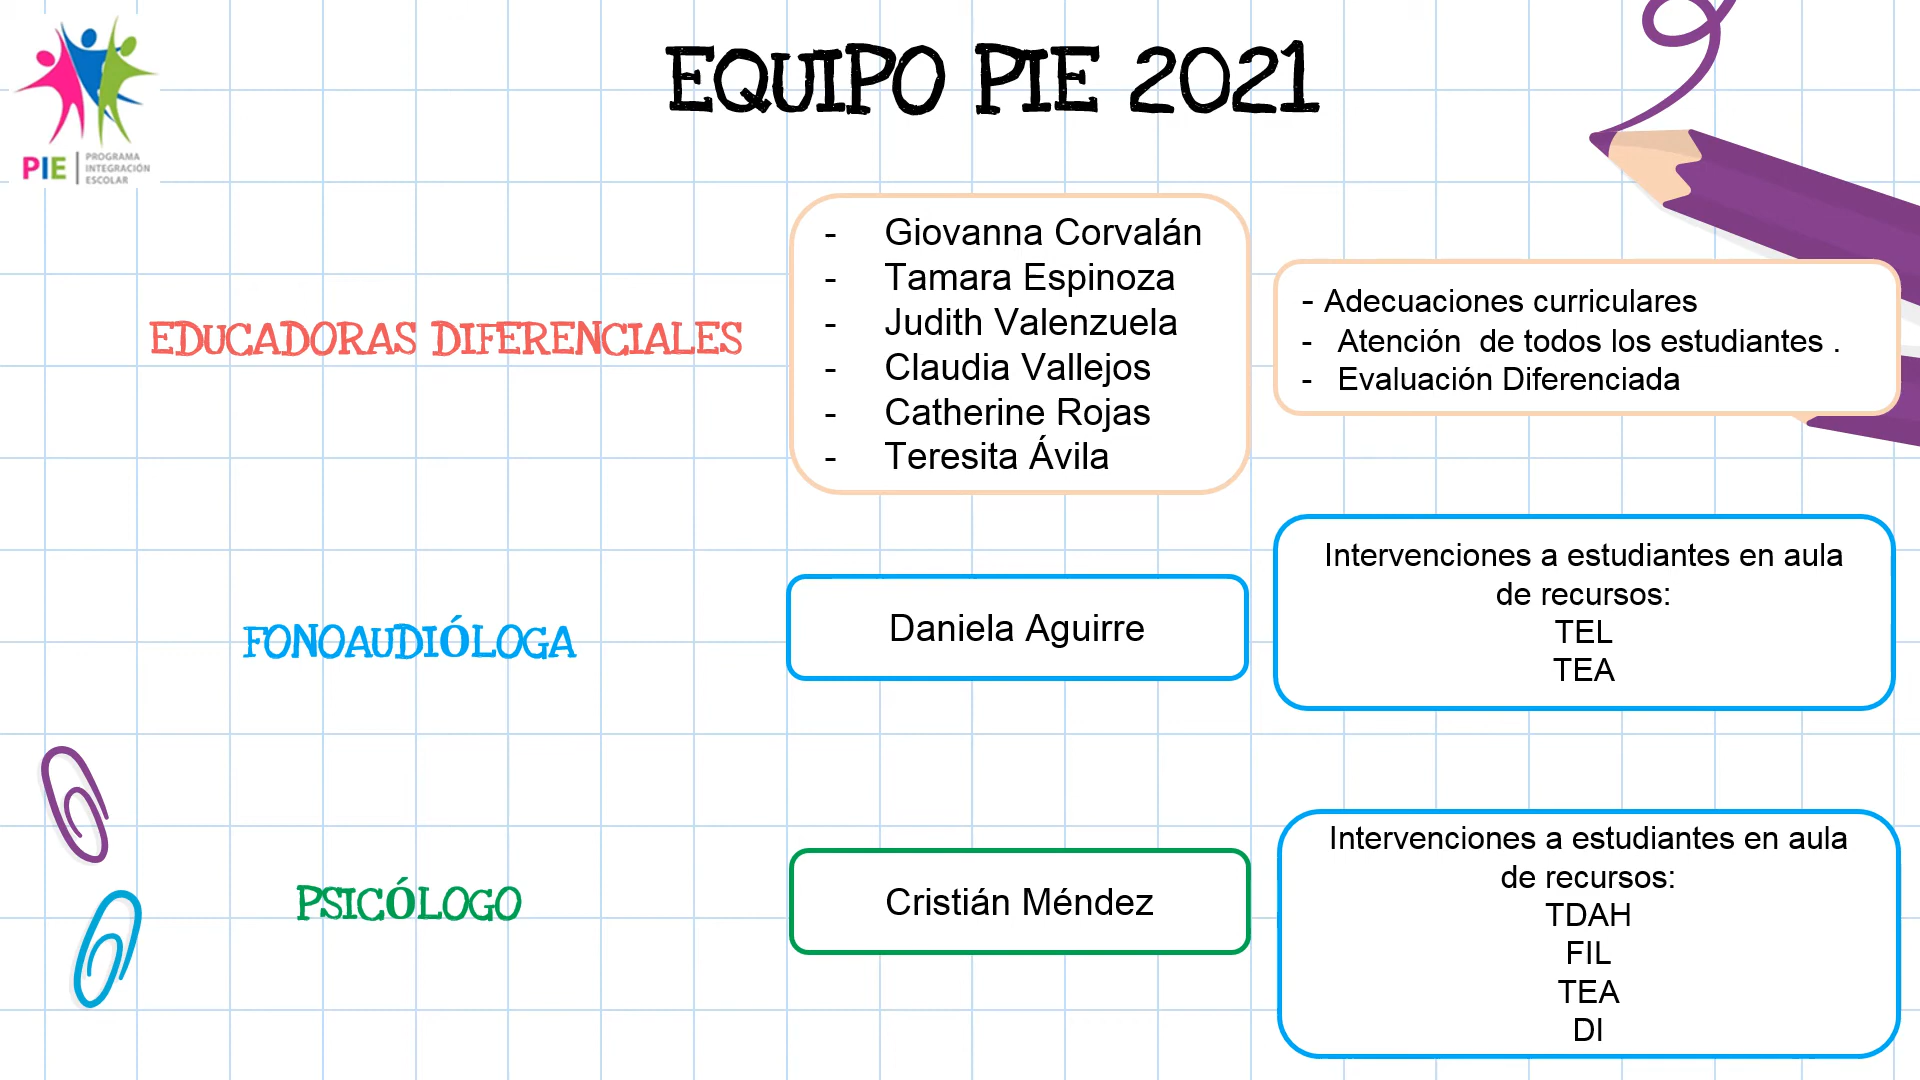 EQUIPO PIE 2021
PIE | PROGRAMA
INTEGRACIÓN
ESCOLAR
EDUCADORAS DIFERENCIALES
- Giovanna Corvalán
- Tamara Espinoza
- Judith Valenzuela
- Claudia Vallejos
- Catherine Rojas
- Teresita Ávila
- Adecuaciones curriculares
- Atención  de todos los estudiantes .
- Evaluación Diferenciada
FONOAUDIÓLOGA
Daniela Aguirre
Intervenciones a estudiantes en aula
de recursos:
TEL
TEA
PSICÓLOGO
Cristián Méndez
Intervenciones a estudiantes en aula
de recursos:
TDAH
FIL
TEA
DI